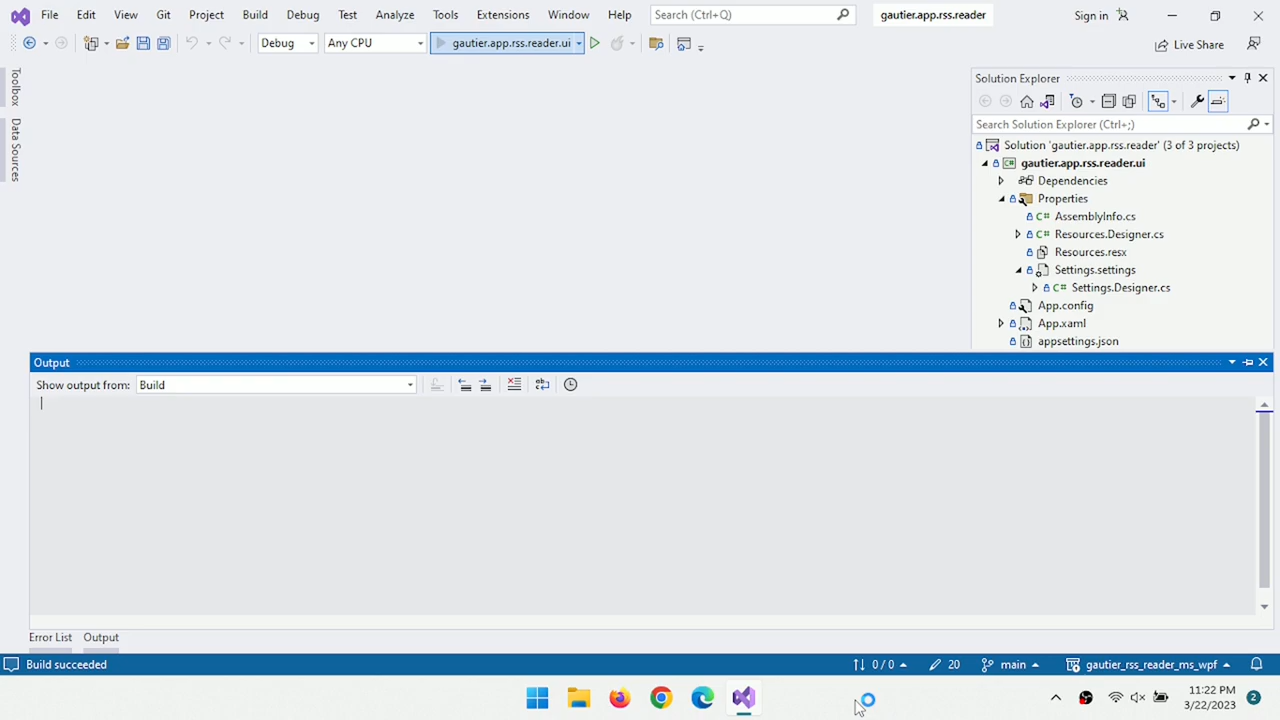 File Edit View Git Project Build Debug Test Analyze Tools Extensions Window Help Search (Ctrl+Q) gautier.app.rss.reader Sign in
Debug Any CPU gautier.app.rss.reader.ui Live Share
Toolbox
Data Sources
Solution Explorer
Search Solution Explorer (Ctrl+;)
Solution 'gautier.app.rss.reader' (3 of 3 projects)
C# gautier.app.rss.reader.ui
Dependencies
Properties
C# AssemblyInfo.cs
C# Resources.Designer.cs
Resources.resx
Settings.settings
C# Settings.Designer.cs
App.config
App.xaml
appsettings.json
Output
Show output from: Build
Error List Output
Build succeeded 0 / 0 20 main gautier_rss_reader_ms_wpf
11:22 PM
3/22/2023
2